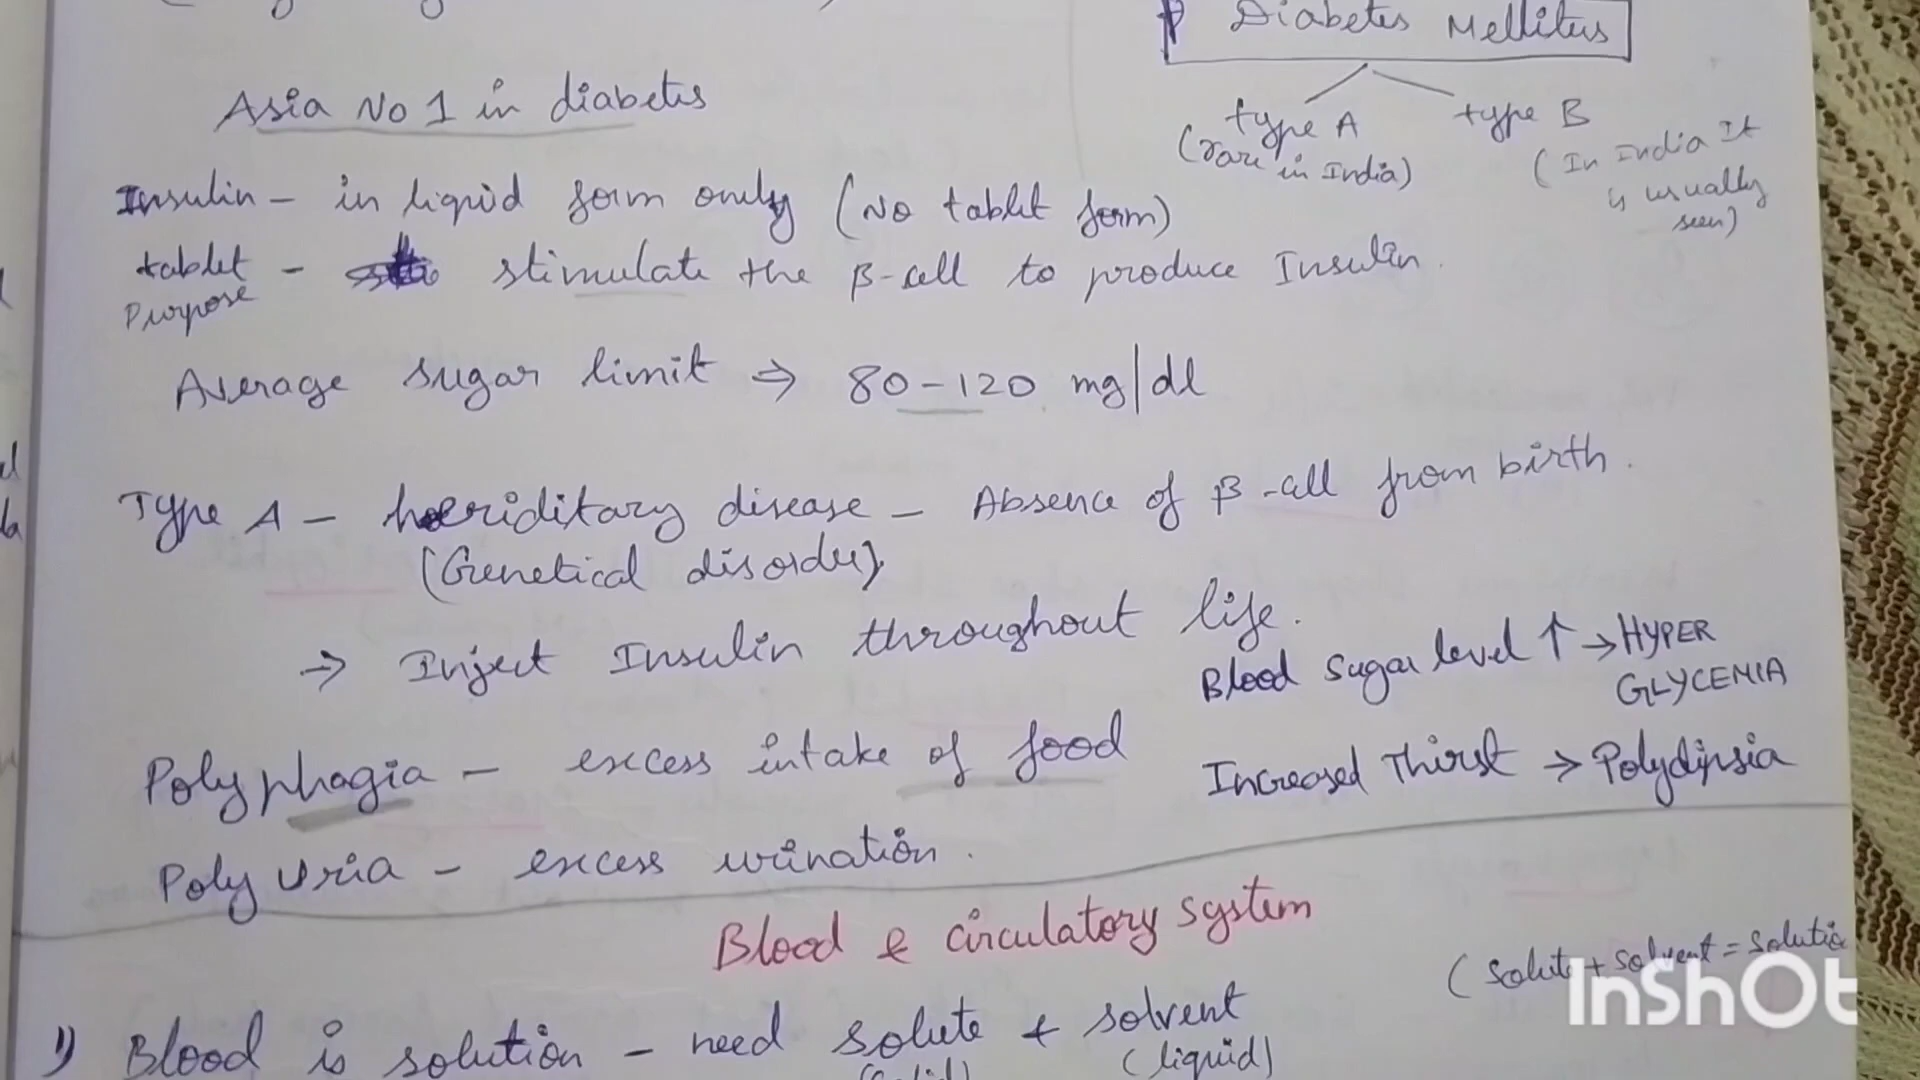 Diabetes Mellitus
type A
type B
(rare in India)
(In India It
is usually
seen)
Asia No 1 in diabetes
Insulin - in liquid form only (No tablet form)
tablet - stimulate the β-cell to produce Insulin.
Purpose
Average sugar limit ⇒ 80-120 mg/dl
Type A - heriditary disease - Absence of β-cell from birth.
(Genetical disorder)
⇒ Inject Insulin throughout life.
Blood sugar level ↑ → HYPER
GLYCEMIA
Polyphagia - excess intake of food
Increased Thirst → Polydipsia
Poly uria - excess urination.
Blood & circulatory system
(solute + solvent = solutio
1) Blood is solution - need solute + solvent
(liquid)
InShOt